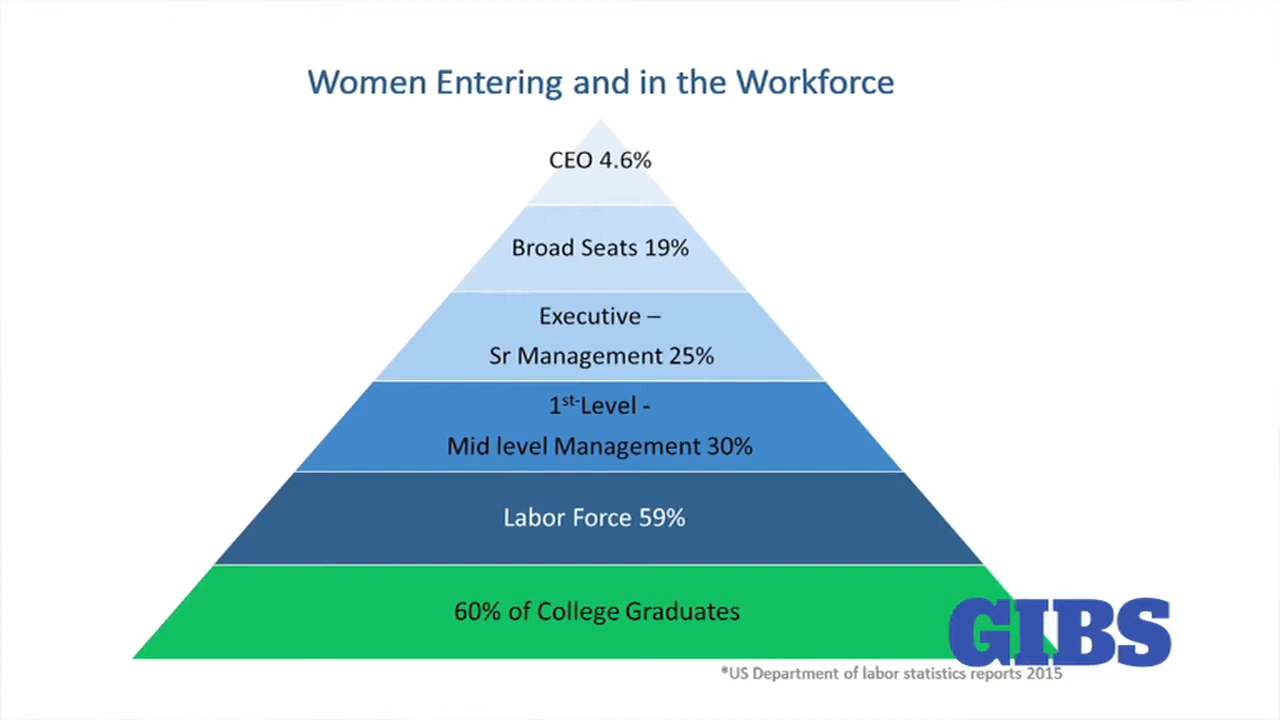 Women Entering and in the Workforce
CEO 4.6%
Broad Seats 19%
Executive –
Sr Management 25%
1st-Level -
Mid level Management 30%
Labor Force 59%
60% of College Graduates
GIBS
*US Department of labor statistics reports 2015